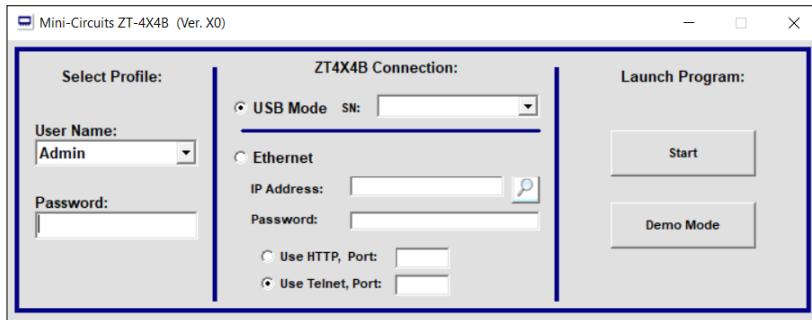 Mini-Circuits ZT-4X4B (Ver. X0)
Select Profile:
User Name:
Admin
Password:
ZT4X4B Connection:
USB Mode SN:
Ethernet
IP Address:
Password:
Use HTTP, Port:
Use Telnet, Port:
Launch Program:
Start
Demo Mode